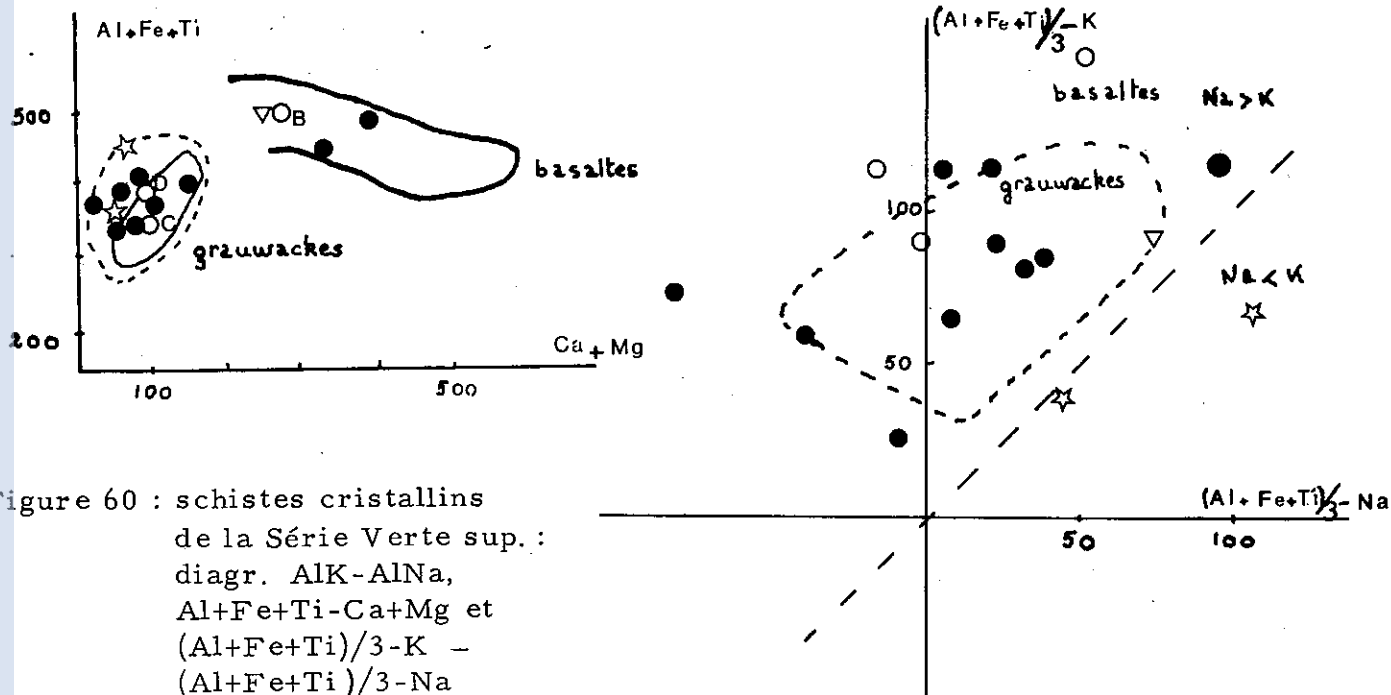 Al+Fe+Ti
500
B
basaltes
C
grauwackes
200
Ca+Mg
100
500
(Al+Fe+Ti)/3-K
basaltes
Na>K
grauwackes
100
Na<K
50
(Al+Fe+Ti)/3-Na
50
100
igure 60 : schistes cristallins
de la Série Verte sup. :
diagr. AlK-AlNa,
Al+Fe+Ti-Ca+Mg et
(Al+Fe+Ti)/3-K –
(Al+Fe+Ti)/3-Na